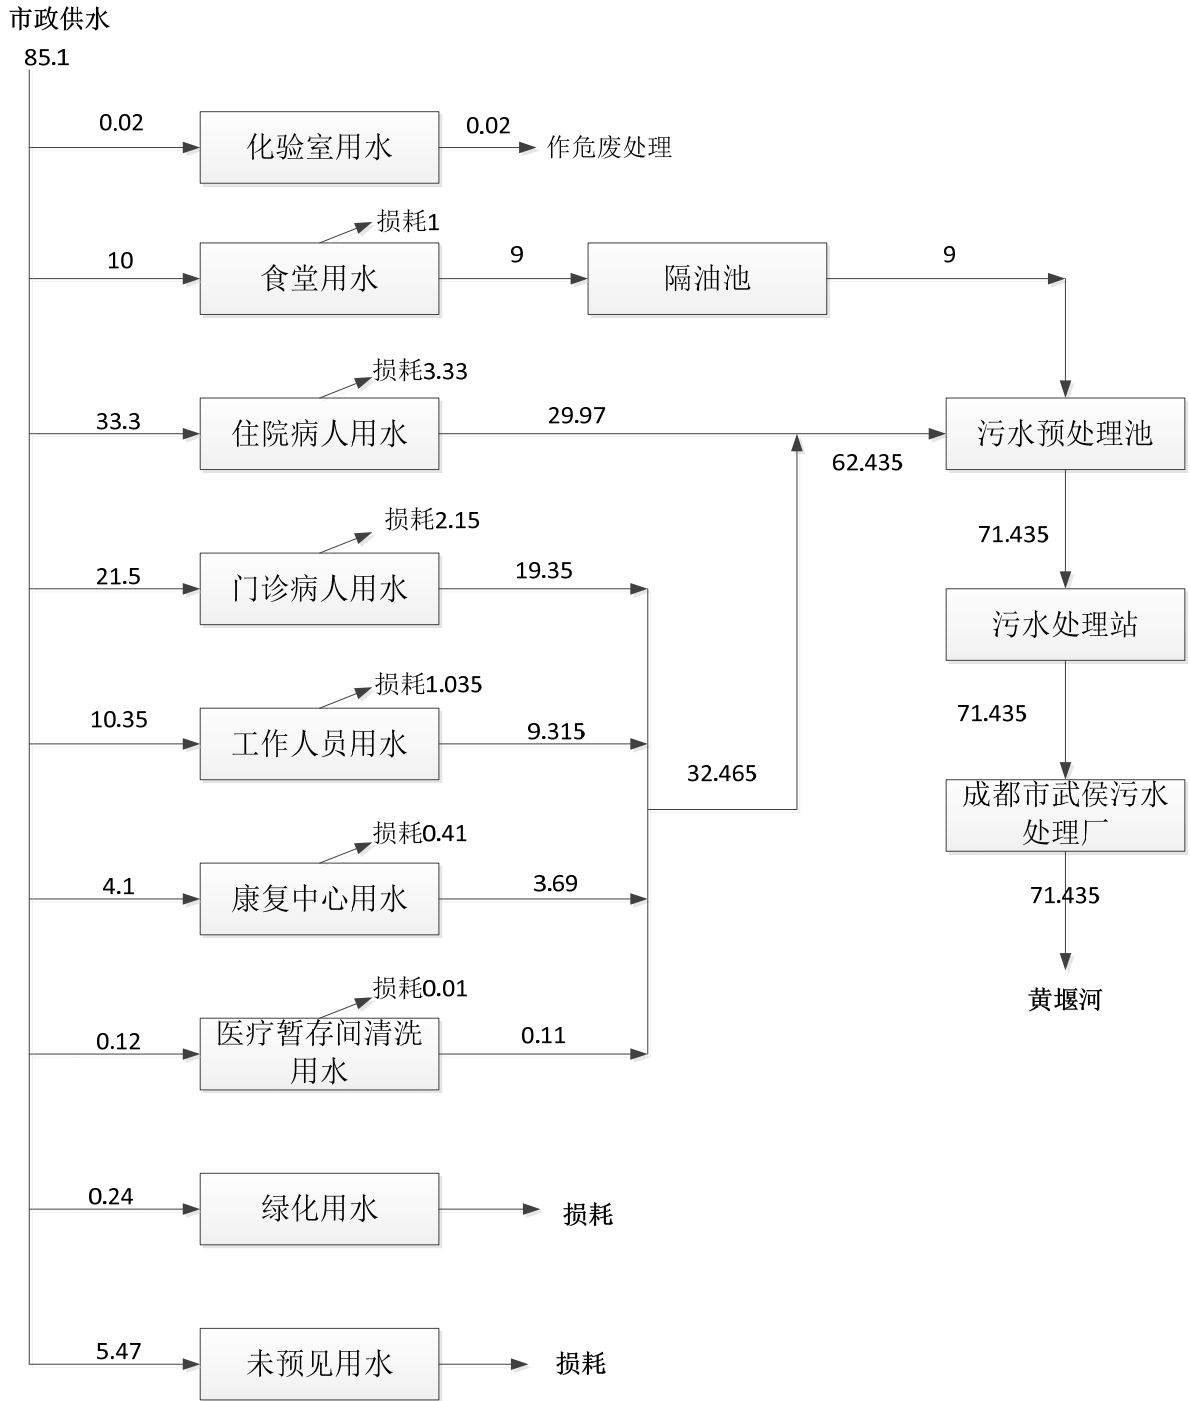 市政供水
85.1
0.02
化验室用水
0.02
作危废处理
损耗1
10
食堂用水
9
隔油池
9
损耗3.33
33.3
住院病人用水
29.97
62.435
污水预处理池
损耗2.15
21.5
门诊病人用水
19.35
71.435
污水处理站
损耗1.035
10.35
工作人员用水
9.315
32.465
71.435
成都市武侯污水
处理厂
损耗0.41
4.1
康复中心用水
3.69
71.435
黄堰河
损耗0.01
0.12
医疗暂存间清洗
用水
0.11
0.24
绿化用水
损耗
5.47
未预见用水
损耗